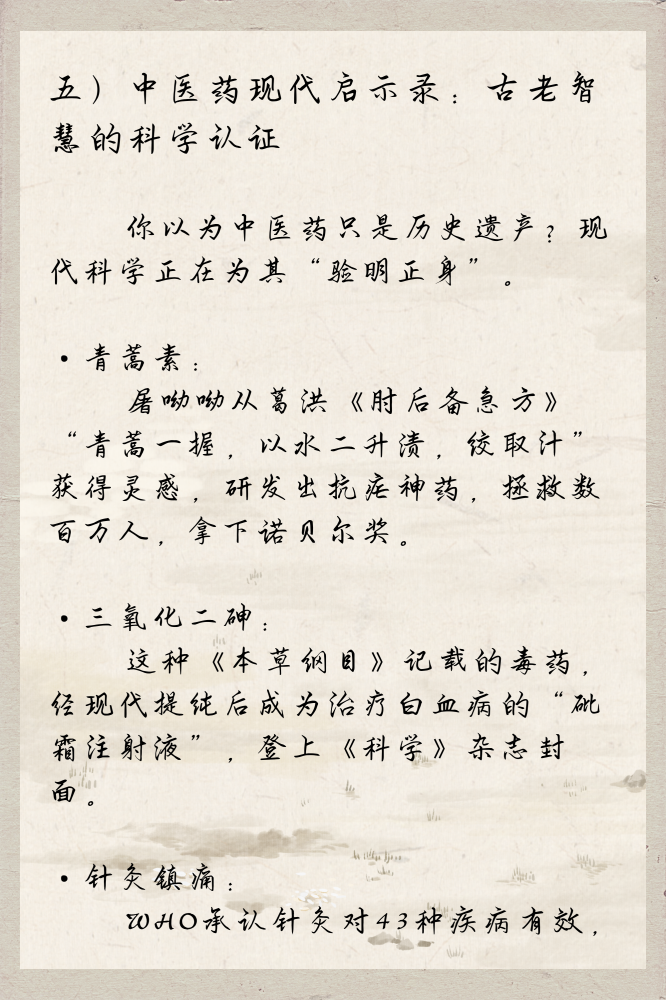 五）中医药现代启示录：古老智
慧的科学认证
你以为中医药只是历史遗产？现
代科学正在为其“验明正身”。
•青蒿素：
屠呦呦从葛洪《肘后备急方》
“青蒿一握，以水二升渍，绞取汁”
获得灵感，研发出抗疟神药，拯救数
百万人，拿下诺贝尔奖。
•三氧化二砷：
这种《本草纲目》记载的毒药，
经现代提纯后成为治疗白血病的“砒
霜注射液”，登上《科学》杂志封
面。
•针灸镇痛：
WHO承认针灸对43种疾病有效，